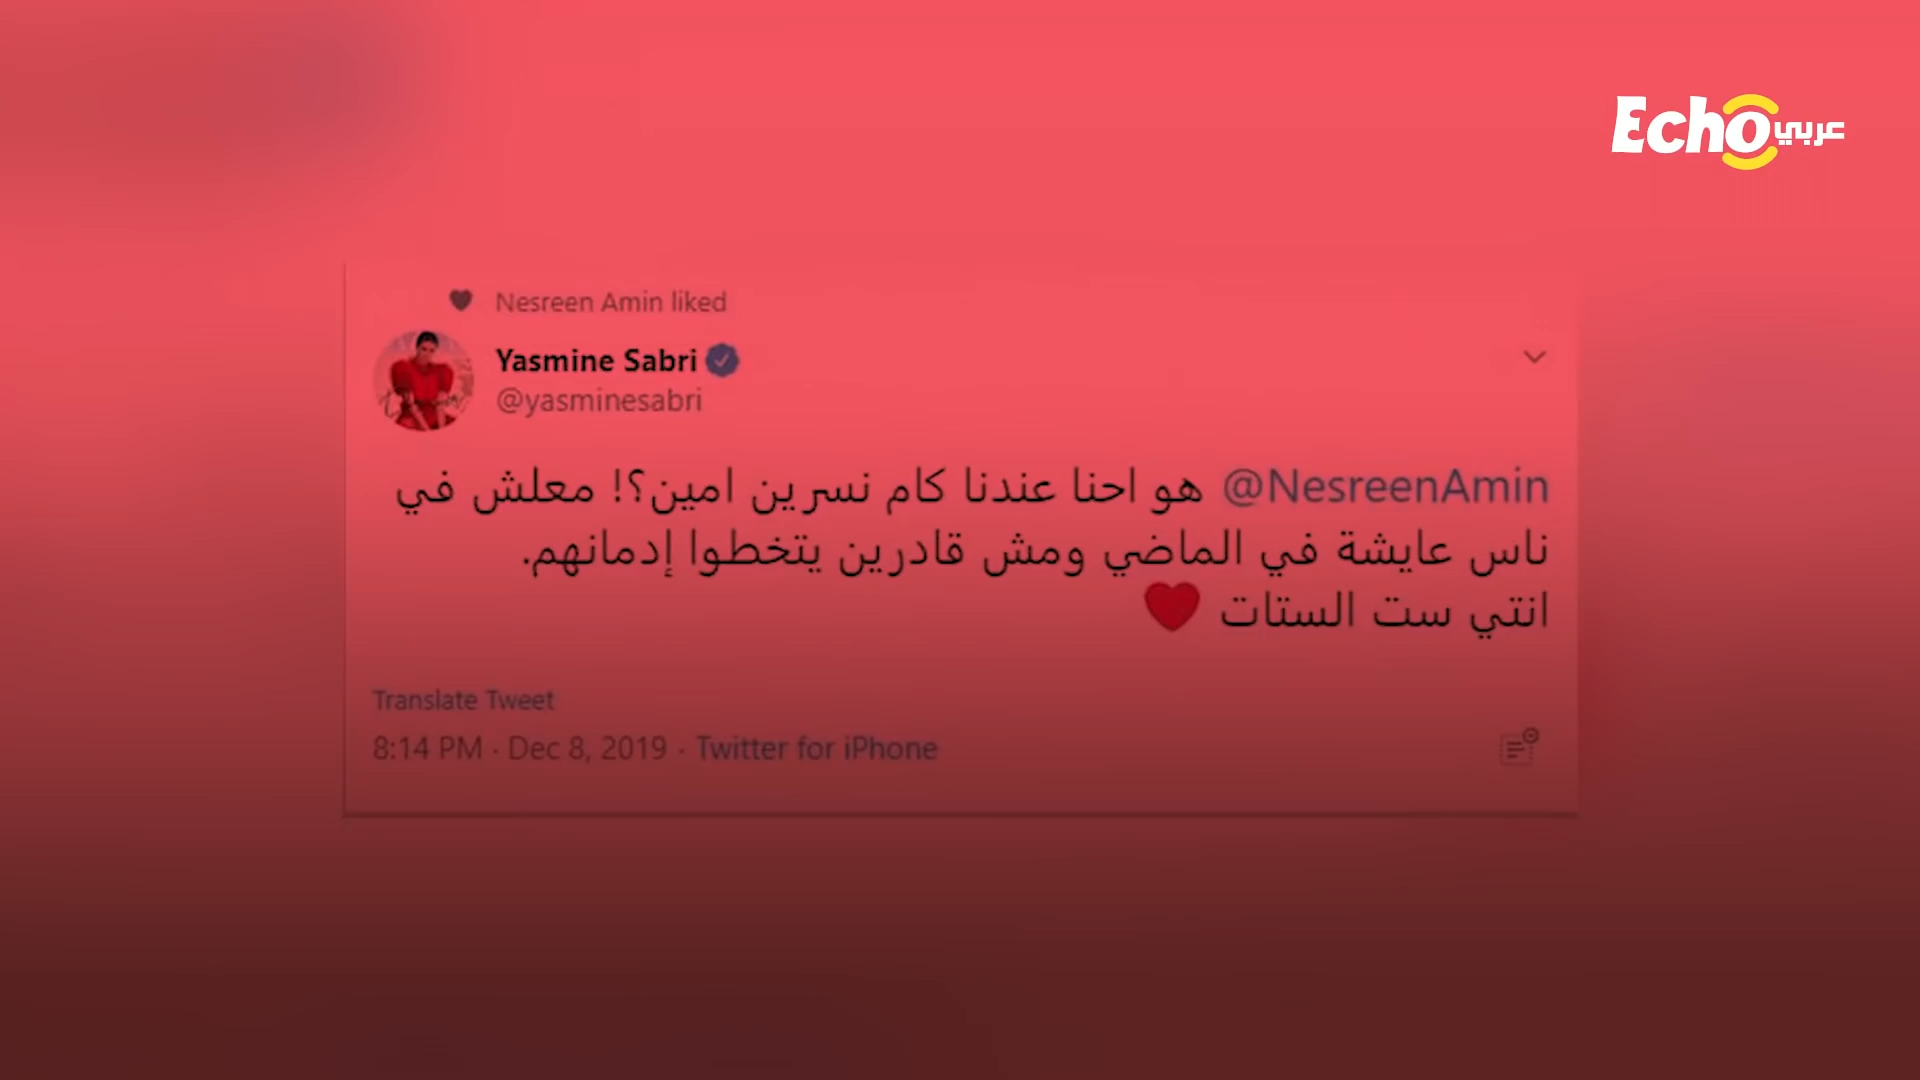 Echo عربي
Nesreen Amin liked
Yasmine Sabri
@yasminesabri
@NesreenAmin هو احنا عندنا كام نسرين امين؟! معلش في
ناس عايشة في الماضي ومش قادرين يتخطوا إدمانهم.
انتي ست الستات ❤
Translate Tweet
8:14 PM · Dec 8, 2019 · Twitter for iPhone